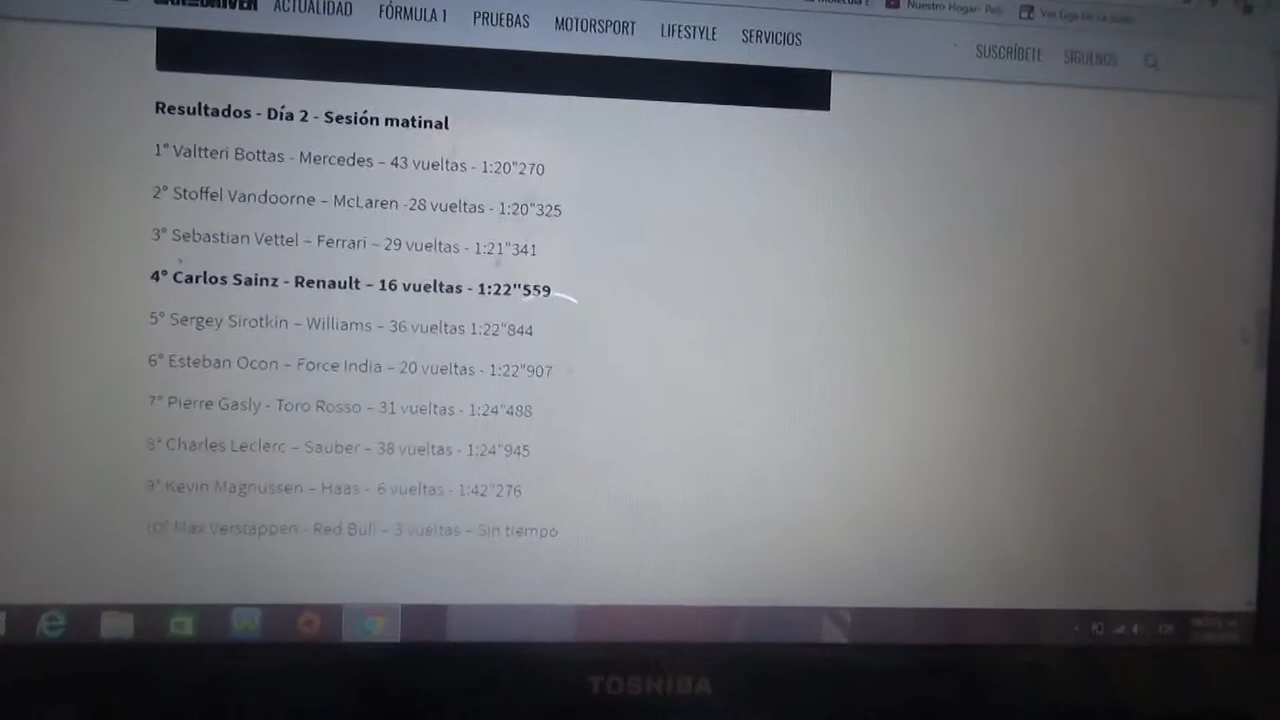 ACTUALIDAD FÓRMULA 1 PRUEBAS MOTORSPORT LIFESTYLE SERVICIOS
Nuestro Hogar- Peli
SUSCRÍBETE SÍGUENOS
Resultados - Día 2 - Sesión matinal
1° Valtteri Bottas - Mercedes – 43 vueltas - 1:20"270
2° Stoffel Vandoorne – McLaren -28 vueltas - 1:20"325
3° Sebastian Vettel – Ferrari – 29 vueltas - 1:21"341
4° Carlos Sainz - Renault – 16 vueltas - 1:22"559
5° Sergey Sirotkin – Williams – 36 vueltas 1:22"844
6° Esteban Ocon – Force India – 20 vueltas - 1:22"907
7° Pierre Gasly - Toro Rosso – 31 vueltas - 1:24"488
8° Charles Leclerc – Sauber – 38 vueltas - 1:24"945
9° Kevin Magnussen – Haas - 6 vueltas - 1:42"276
10° Max Verstappen - Red Bull – 3 vueltas – Sin tiempo
TOSHIBA